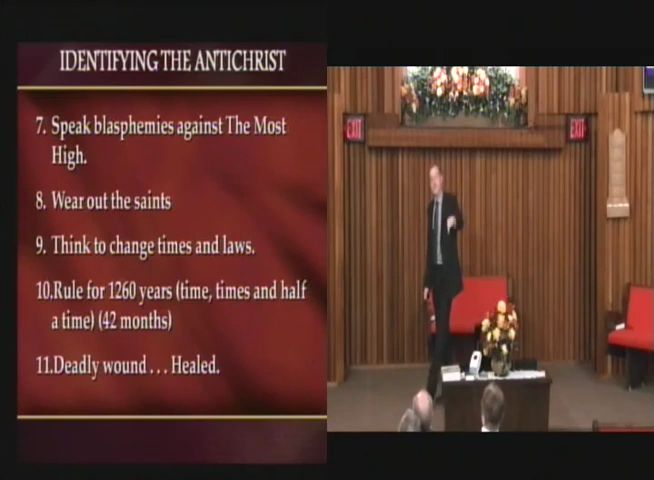 IDENTIFYING THE ANTICHRIST
7. Speak blasphemies against The Most
High.
8. Wear out the saints
9. Think to change times and laws.
10.Rule for 1260 years (time, times and half
a time) (42 months)
11.Deadly wound . . . Healed.
EXIT
EXIT